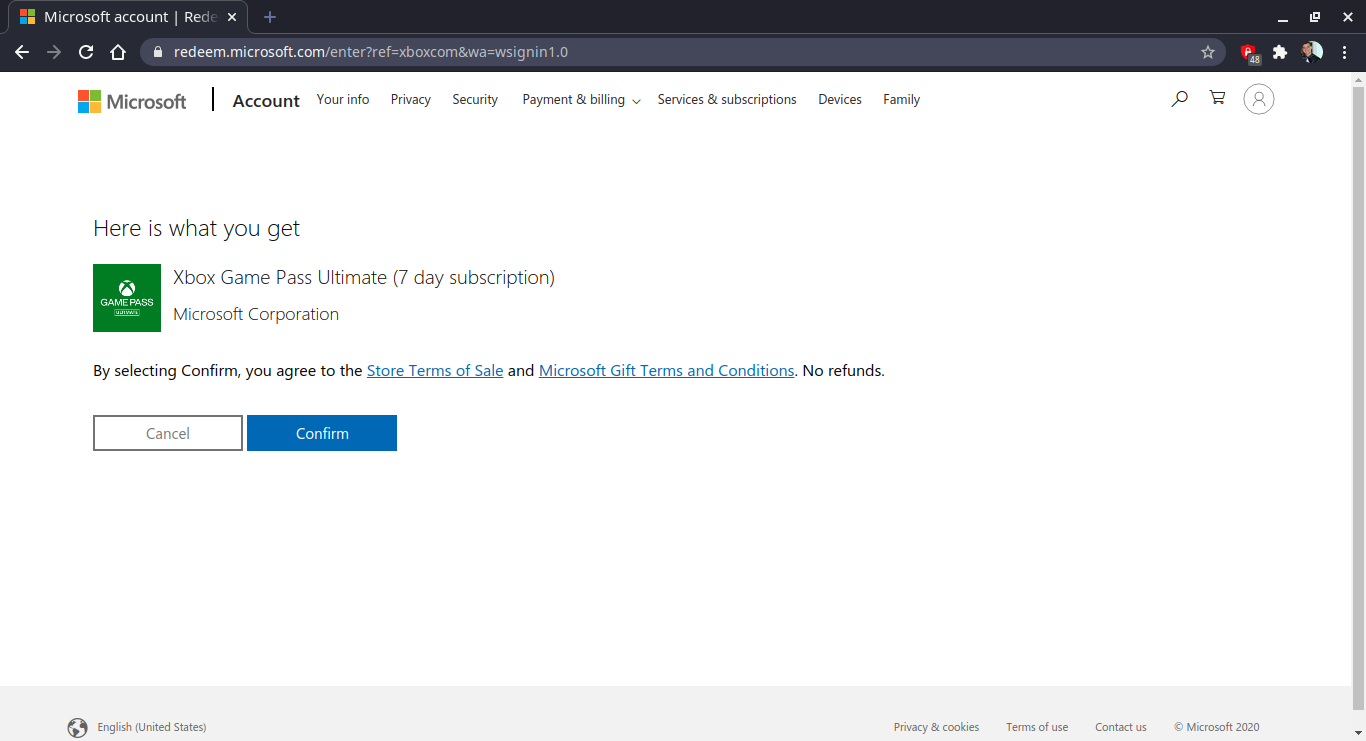 Microsoft account | Rede
redeem.microsoft.com/enter?ref=xboxcom&wa=wsignin1.0
48
Microsoft
Account
Your info
Privacy
Security
Payment & billing
Services & subscriptions
Devices
Family
Here is what you get
GAME PASS
ULTIMATE
Xbox Game Pass Ultimate (7 day subscription)
Microsoft Corporation
By selecting Confirm, you agree to the Store Terms of Sale and Microsoft Gift Terms and Conditions. No refunds.
Cancel
Confirm
English (United States)
Privacy & cookies
Terms of use
Contact us
© Microsoft 2020